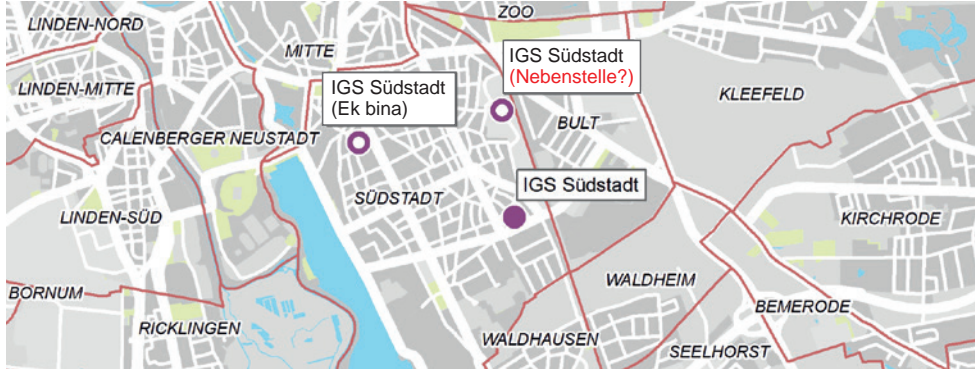 ZOO
LINDEN-NORD
MITTE
IGS Südstadt
(Nebenstelle?)
IGS Südstadt
(Ek bina)
LINDEN-MITTE
KLEEFELD
BULT
CALENBERGER NEUSTADT
IGS Südstadt
SÜDSTADT
LINDEN-SÜD
KIRCHRODE
WALDHEIM
BORNUM
BEMERODE
RICKLINGEN
WALDHAUSEN
SEELHORST